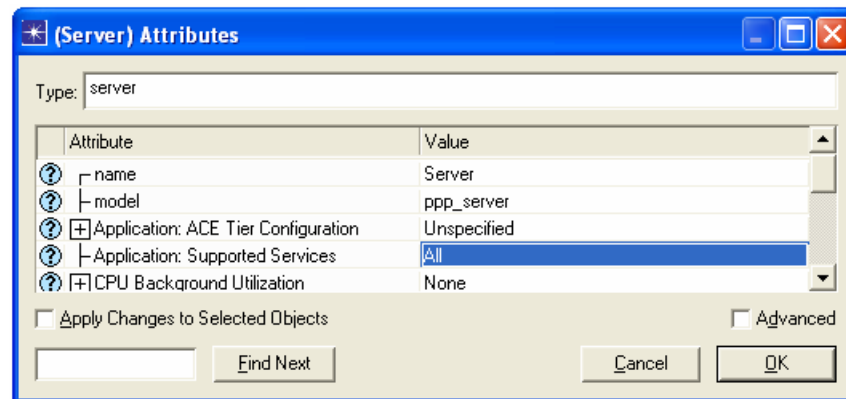 (Server) Attributes
Type: server
Attribute Value
name Server
model ppp_server
Application: ACE Tier Configuration Unspecified
Application: Supported Services All
CPU Background Utilization None
Apply Changes to Selected Objects Advanced
Find Next Cancel OK